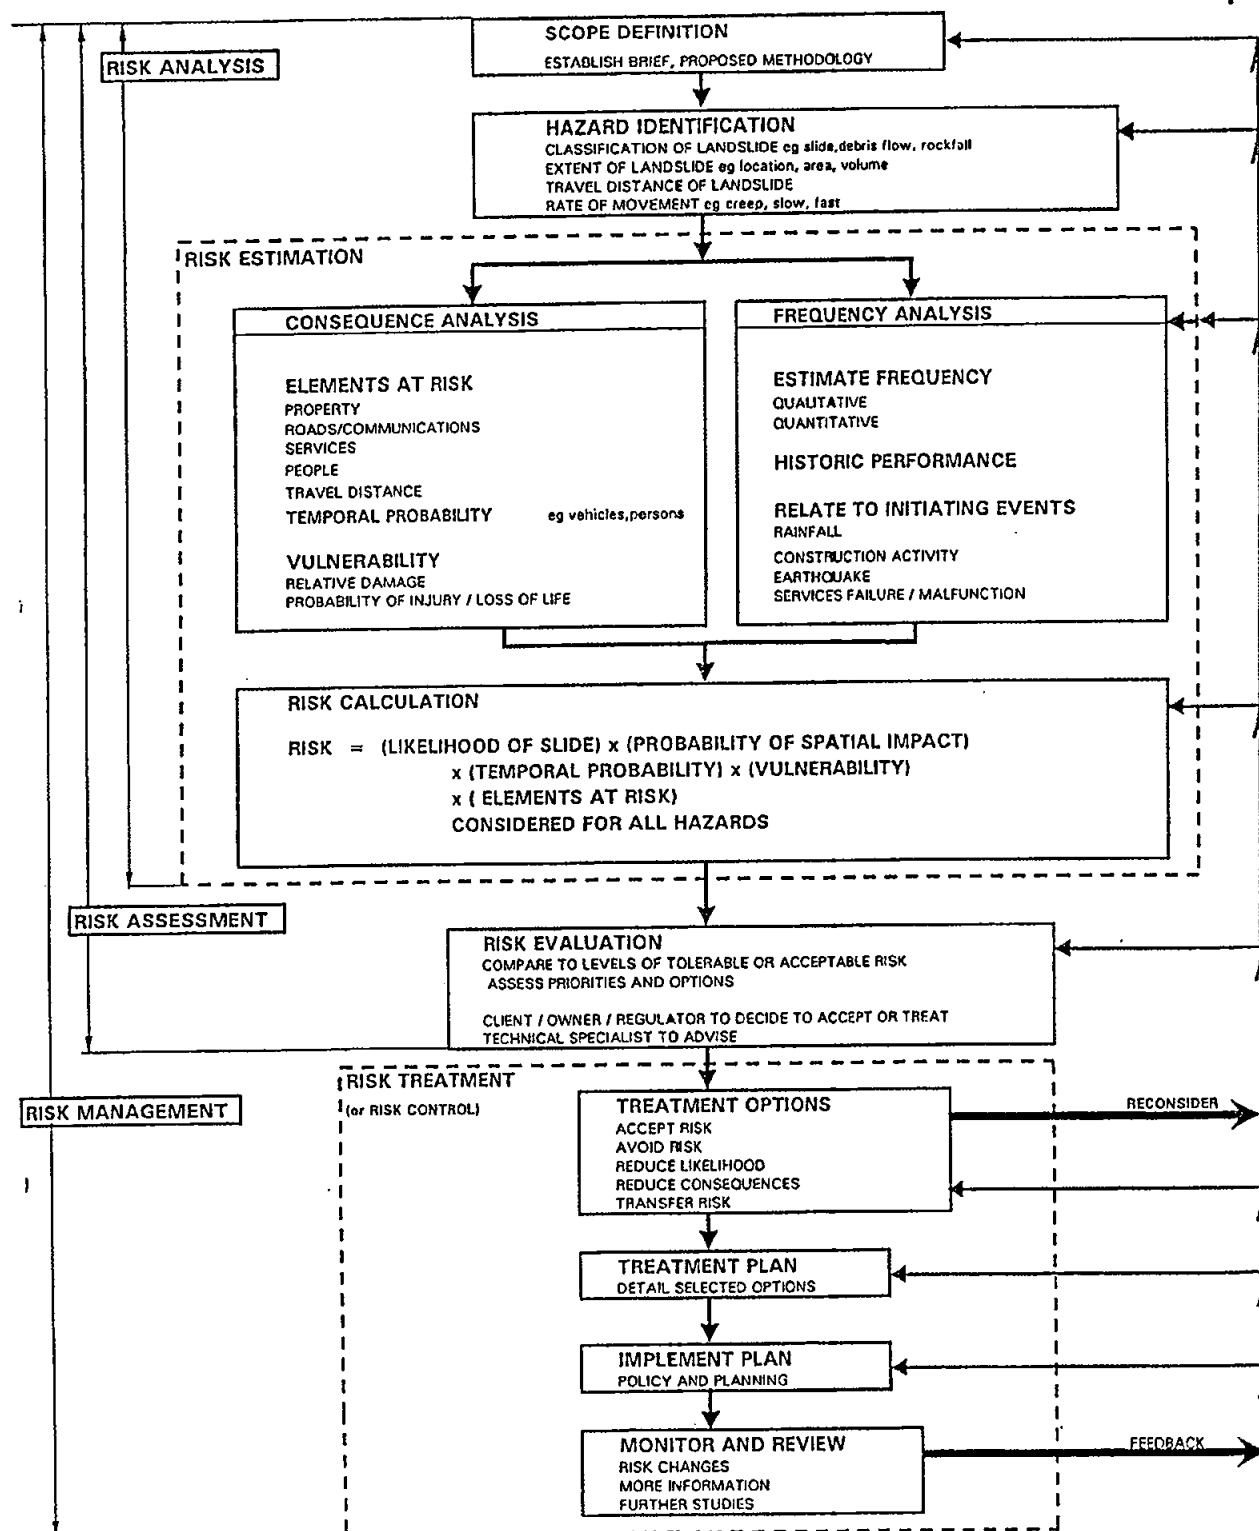 SCOPE DEFINITION
ESTABLISH BRIEF, PROPOSED METHODOLOGY
RISK ANALYSIS
HAZARD IDENTIFICATION
CLASSIFICATION OF LANDSLIDE eg slide,debris flow, rockfall
EXTENT OF LANDSLIDE eg location, area, volume
TRAVEL DISTANCE OF LANDSLIDE
RATE OF MOVEMENT eg creep, slow, fast
RISK ESTIMATION
CONSEQUENCE ANALYSIS
ELEMENTS AT RISK
PROPERTY
ROADS/COMMUNICATIONS
SERVICES
PEOPLE
TRAVEL DISTANCE
TEMPORAL PROBABILITY eg vehicles,persons
VULNERABILITY
RELATIVE DAMAGE
PROBABILITY OF INJURY / LOSS OF LIFE
FREQUENCY ANALYSIS
ESTIMATE FREQUENCY
QUAUTATIVE
QUANTITATIVE
HISTORIC PERFORMANCE
RELATE TO INITIATING EVENTS
RAINFALL
CONSTRUCTION ACTIVITY
EARTHQUAKE
SERVICES FAILURE / MALFUNCTION
RISK CALCULATION
RISK = (LIKELIHOOD OF SLIDE) x (PROBABILITY OF SPATIAL IMPACT)
x (TEMPORAL PROBABILITY) x (VULNERABILITY)
x ( ELEMENTS AT RISK)
CONSIDERED FOR ALL HAZARDS
RISK ASSESSMENT
RISK EVALUATION
COMPARE TO LEVELS OF TOLERABLE OR ACCEPTABLE RISK
ASSESS PRIORITIES AND OPTIONS
CLIENT / OWNER / REGULATOR TO DECIDE TO ACCEPT OR TREAT
TECHNICAL SPECIALIST TO ADVISE
RISK MANAGEMENT
RISK TREATMENT
(or RISK CONTROL)
TREATMENT OPTIONS
ACCEPT RISK
AVOID RISK
REDUCE LIKELIHOOD
REDUCE CONSEQUENCES
TRANSFER RISK
RECONSIDER
TREATMENT PLAN
DETAIL SELECTED OPTIONS
IMPLEMENT PLAN
POLICY AND PLANNING
MONITOR AND REVIEW
RISK CHANGES
MORE INFORMATION
FURTHER STUDIES
FEEDBACK